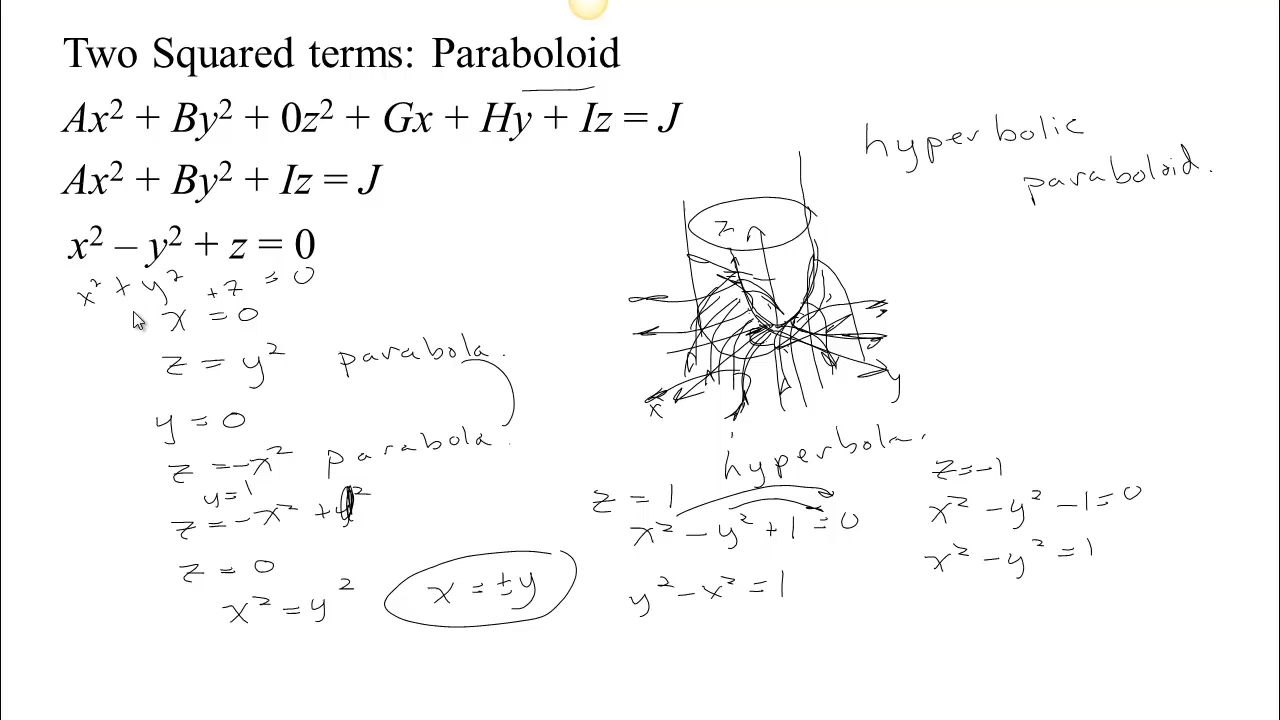 Two Squared terms: Paraboloid
Ax² + By² + 0z² + Gx + Hy + Iz = J
Ax² + By² + Iz = J
x² – y² + z = 0
x² + y² + z = 0
x = 0
z = y² parabola.
y = 0
z = -x² parabola.
y = 1
z = -x² +
z = 0
x² = y²
x = ±y
hyperbolic
paraboloid.
z
x
y
hyperbola.
z = 1
x² - y² + 1 = 0
y² - x² = 1
z = -1
x² - y² - 1 = 0
x² - y² = 1